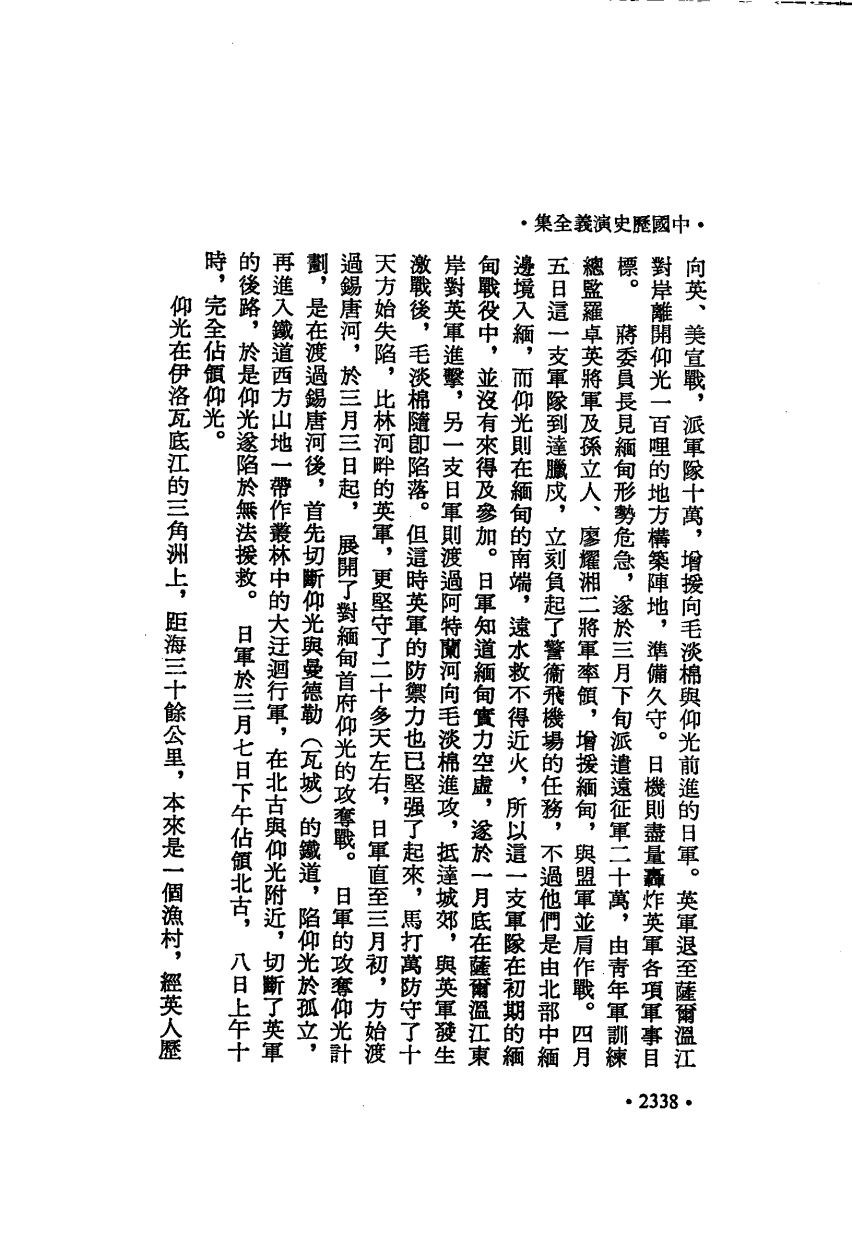 •中國歷史演義全集•
向英、美宣戰，派軍隊十萬，增援向毛淡棉與仰光前進的日軍。英軍退至薩爾溫江
對岸離開仰光一百哩的地方構築陣地，準備久守。日機則盡量轟炸英軍各項軍事目
標。　蔣委員長見緬甸形勢危急，遂於三月下旬派遣遠征軍二十萬，由青年軍訓練
總監羅卓英將軍及孫立人、廖耀湘二將軍率領，增援緬甸，與盟軍並肩作戰。四月
五日這一支軍隊到達臘戍，立刻負起了警衞飛機場的任務，不過他們是由北部中緬
邊境入緬，而仰光則在緬甸的南端，遠水救不得近火，所以這一支軍隊在初期的緬
甸戰役中，並沒有來得及參加。日軍知道緬甸實力空虛，遂於一月底在薩爾溫江東
岸對英軍進擊，另一支日軍則渡過阿特蘭河向毛淡棉進攻，抵達城郊，與英軍發生
激戰後，毛淡棉隨卽陷落。但這時英軍的防禦力也已堅强了起來，馬打萬防守了十
天方始失陷，比林河畔的英軍，更堅守了二十多天左右，日軍直至三月初，方始渡
過錫唐河，於三月三日起，展開了對緬甸首府仰光的攻奪戰。　日軍的攻奪仰光計
劃，是在渡過錫唐河後，首先切斷仰光與曼德勒（瓦城）的鐵道，陷仰光於孤立，
再進入鐵道西方山地一帶作叢林中的大迂迴行軍，在北古與仰光附近，切斷了英軍
的後路，於是仰光遂陷於無法援救。　日軍於三月七日下午佔領北古，八日上午十
時，完全佔領仰光。
仰光在伊洛瓦底江的三角洲上，距海三十餘公里，本來是一個漁村，經英人歷
•2338•